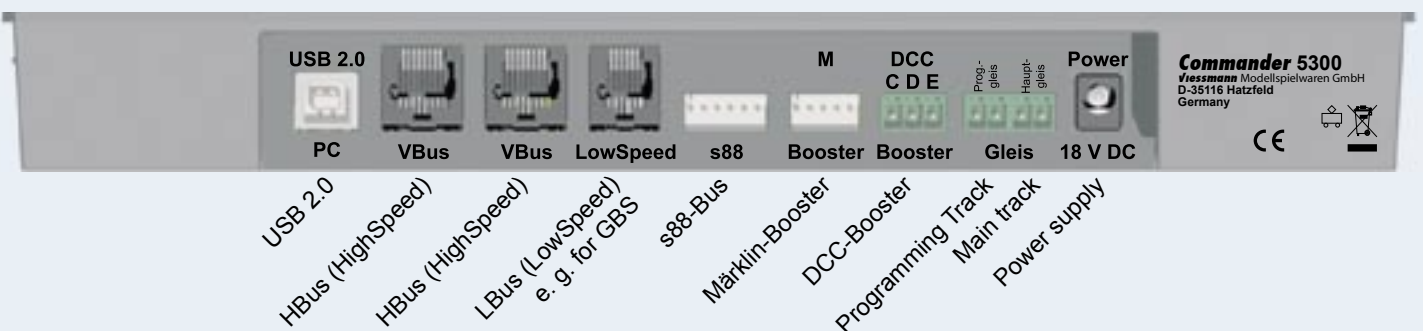 USB 2.0
M
DCC
C D E
Prog.-
gleis
Haupt-
gleis
Power
Commander 5300
Viessmann Modellspielwaren GmbH
D-35116 Hatzfeld
Germany
CE
PC
VBus
VBus
LowSpeed
s88
Booster
Booster
Gleis
18 V DC
USB 2.0
HBus (HighSpeed)
HBus (HighSpeed)
LBus (LowSpeed)
e. g. for GBS
s88-Bus
Märklin-Booster
DCC-Booster
Programming Track
Main track
Power supply